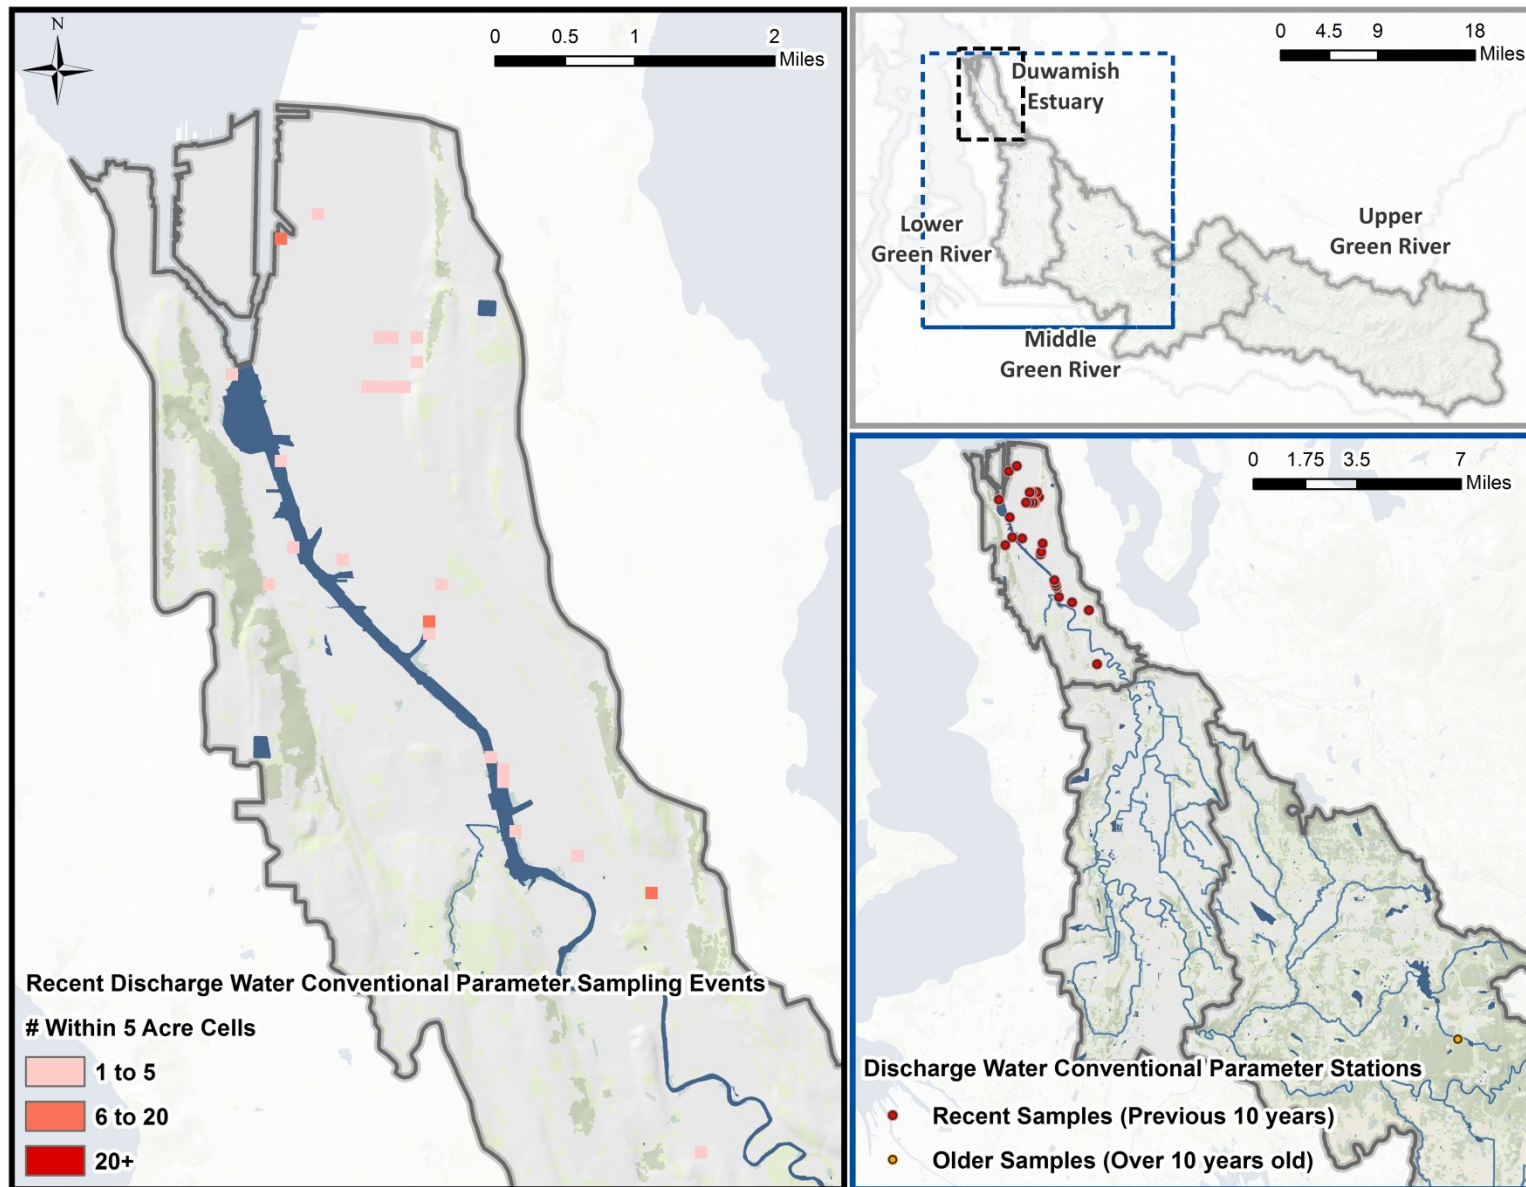 N
0 0.5 1 2
Miles
Recent Discharge Water Conventional Parameter Sampling Events
# Within 5 Acre Cells
1 to 5
6 to 20
20+
0 4.5 9 18
Miles
Duwamish
Estuary
Lower
Green River
Upper
Green River
Middle
Green River
0 1.75 3.5 7
Miles
Discharge Water Conventional Parameter Stations
Recent Samples (Previous 10 years)
Older Samples (Over 10 years old)